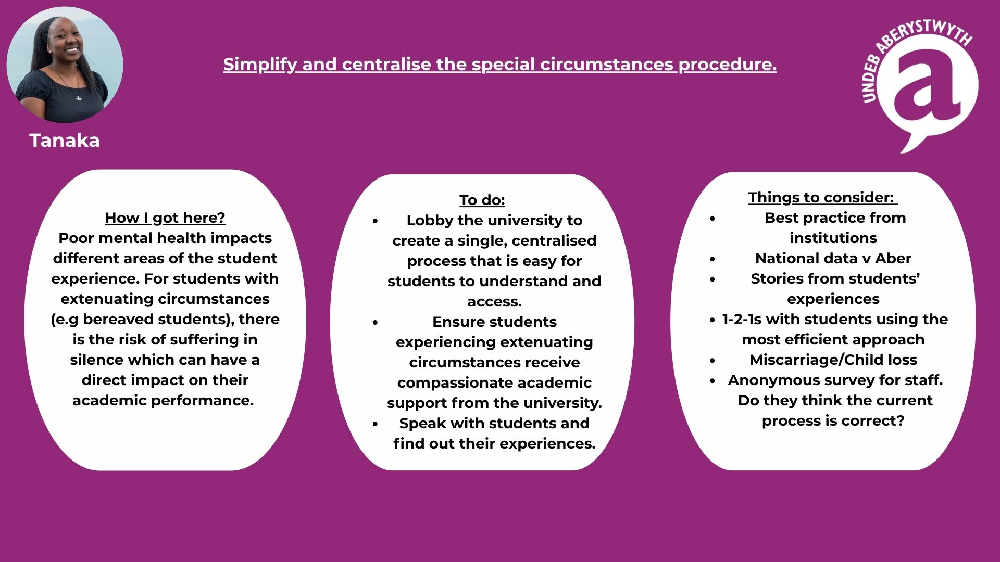 Simplify and centralise the special circumstances procedure.
UNDEB ABERYSTWYTH
a
Tanaka
How I got here?
Poor mental health impacts
different areas of the student
experience. For students with
extenuating circumstances
(e.g bereaved students), there
is the risk of suffering in
silence which can have a
direct impact on their
academic performance.
To do:
• Lobby the university to
create a single, centralised
process that is easy for
students to understand and
access.
• Ensure students
experiencing extenuating
circumstances receive
compassionate academic
support from the university.
• Speak with students and
find out their experiences.
Things to consider:
• Best practice from
institutions
• National data v Aber
• Stories from students’
experiences
• 1-2-1s with students using the
most efficient approach
• Miscarriage/Child loss
• Anonymous survey for staff.
Do they think the current
process is correct?